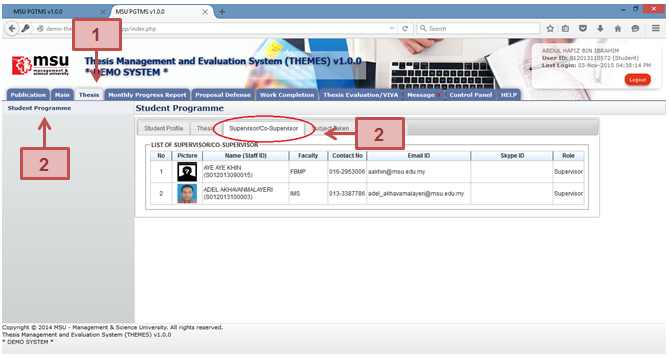 MSU PGTMS v1.0.0
MSU PGTMS v1.0.0
demo-the
pp/index.php
Search
1
msu
management &
science university
Thesis Management and Evaluation System (THEMES) v1.0.0
* DEMO SYSTEM *
ABDUL HAFIZ BIN IBRAHIM
User ID: 012013110572 (Student)
Last Login: 03-Nov-2015 04:38:14 PM
Logout
Publication Main Thesis Monthly Progress Report Proposal Defense Work Completion Thesis Evaluation/VIVA Message Control Panel HELP
Student Programme
2
Student Programme
Student Profile Thesis Supervisor/Co-Supervisor Subject Taken
2
LIST OF SUPERVISOR/CO-SUPERVISOR
No Picture Name (Staff ID) Faculty Contact No Email ID Skype ID Role
1 AYE AYE KHIN (S012013090015) FBMP 016-2953006 aakhin@msu.edu.my Supervisor
2 ADEL AKHAVANMALAYERI (S012013100003) IMS 013-3387786 adel_akhavamalayeri@msu.edu.my Supervisor
Copyright © 2014 MSU - Management & Science University. All rights reserved.
Thesis Management and Evaluation System (THEMES) v1.0.0
* DEMO SYSTEM *